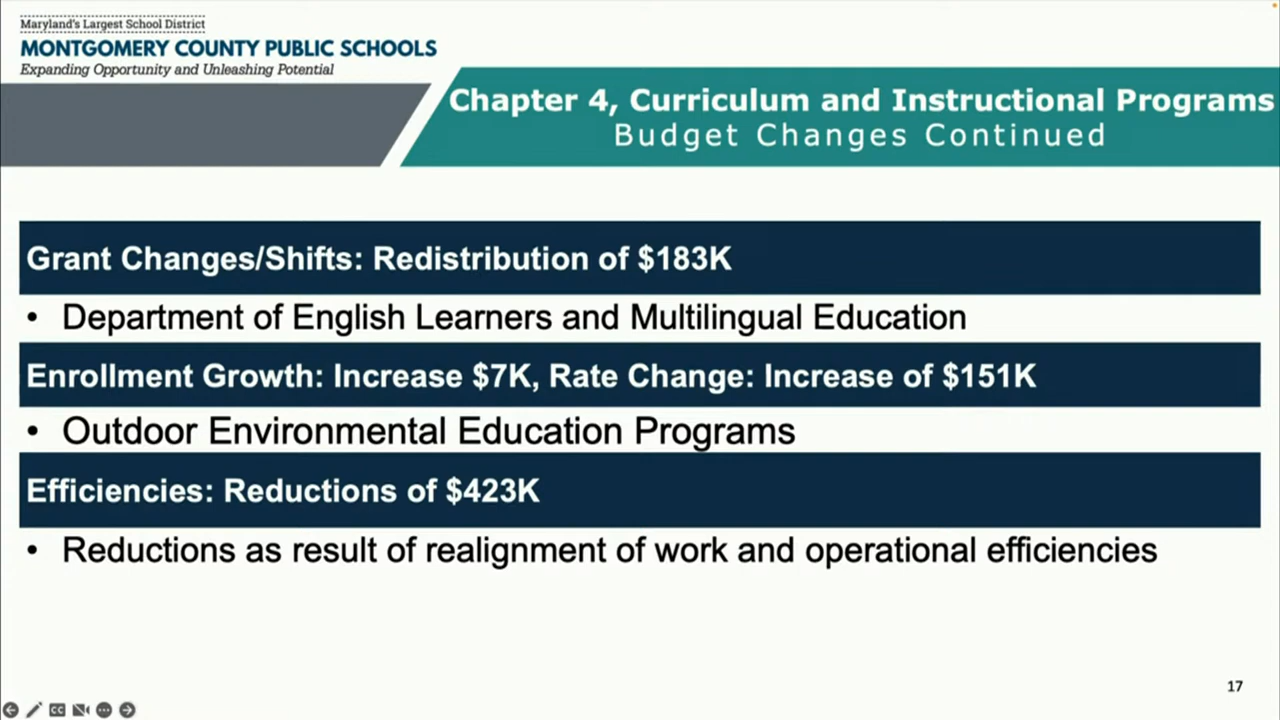 Maryland's Largest School District
MONTGOMERY COUNTY PUBLIC SCHOOLS
Expanding Opportunity and Unleashing Potential
Chapter 4, Curriculum and Instructional Programs
Budget Changes Continued
Grant Changes/Shifts: Redistribution of $183K
• Department of English Learners and Multilingual Education
Enrollment Growth: Increase $7K, Rate Change: Increase of $151K
• Outdoor Environmental Education Programs
Efficiencies: Reductions of $423K
• Reductions as result of realignment of work and operational efficiencies
17
CC